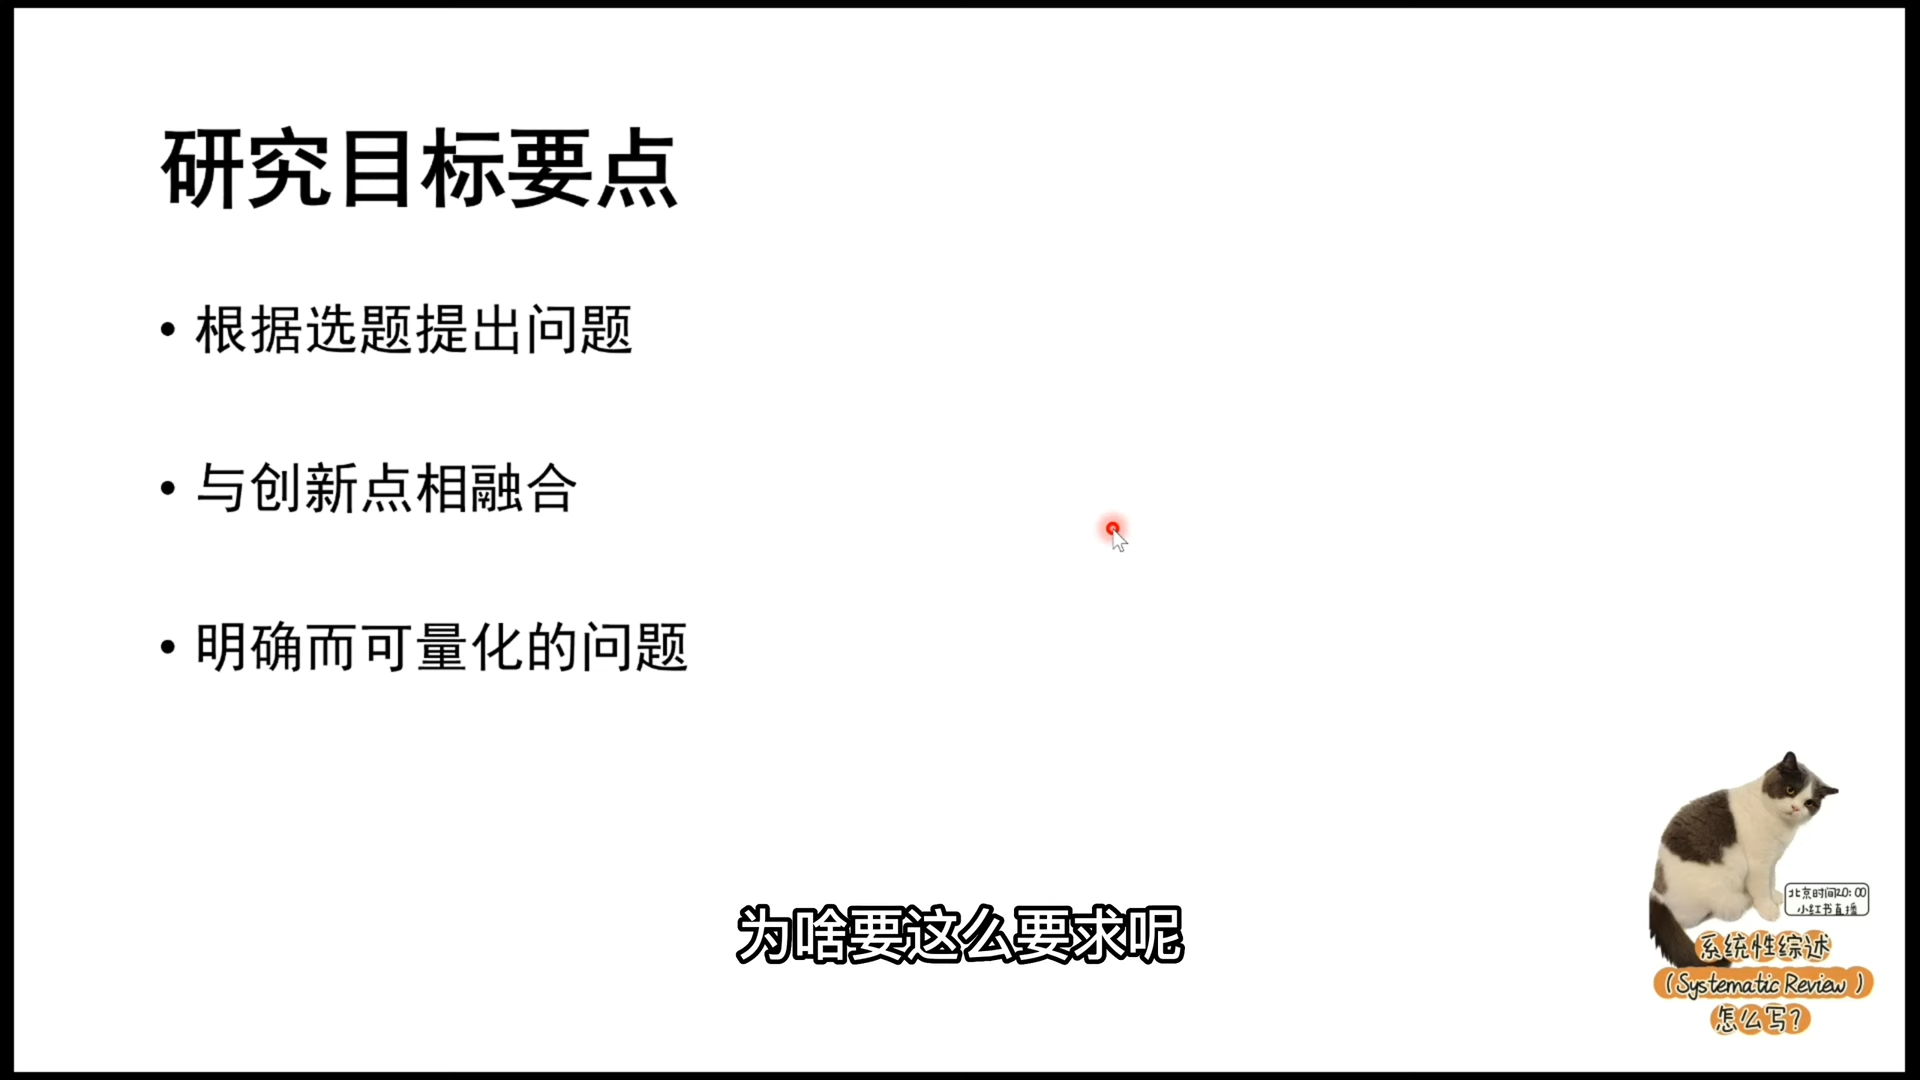 研究目标要点
• 根据选题提出问题
• 与创新点相融合
• 明确而可量化的问题
为啥要这么要求呢
北京时间20:00
小红书直播
系统性综述
（Systematic Review）
怎么写？